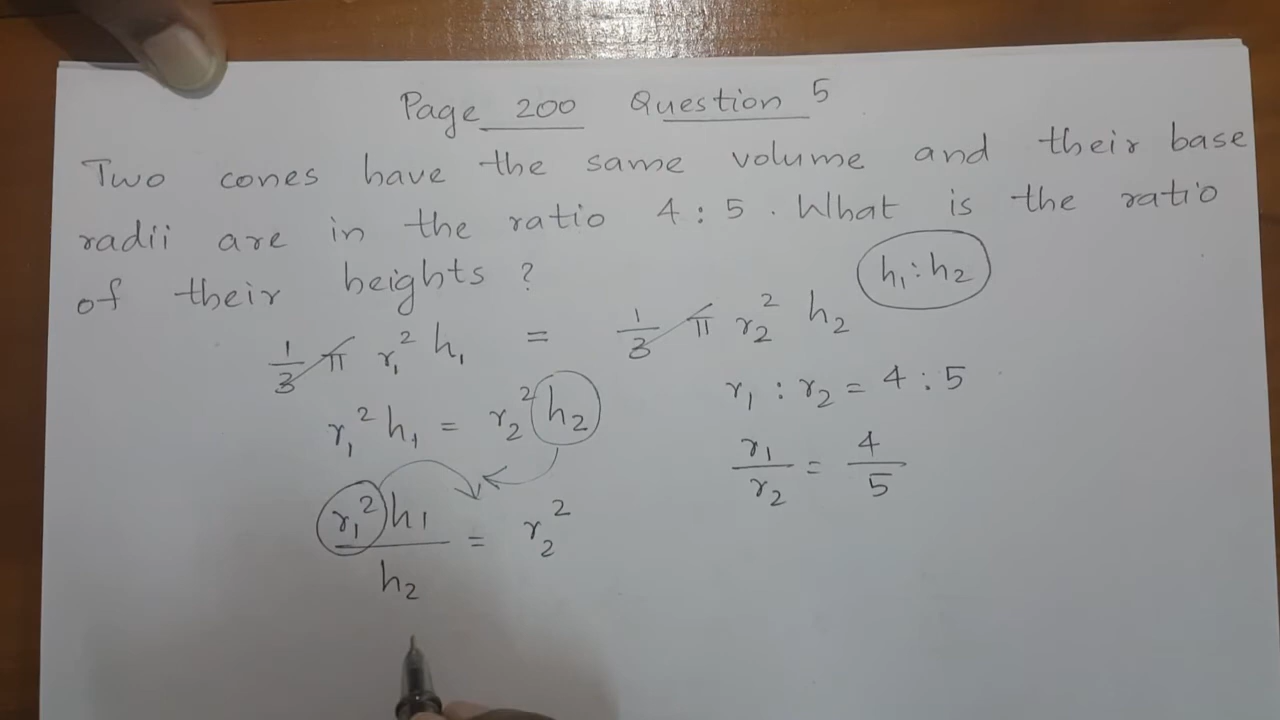 Page 200 Question 5
Two cones have the same volume and their base
radii are in the ratio 4 : 5 . What is the ratio
of their heights ?
h₁ : h₂
1/3 π r₁² h₁ = 1/3 π r₂² h₂
r₁² h₁ = r₂² h₂
r₁² h₁ / h₂ = r₂²
r₁ : r₂ = 4 : 5
r₁ / r₂ = 4 / 5